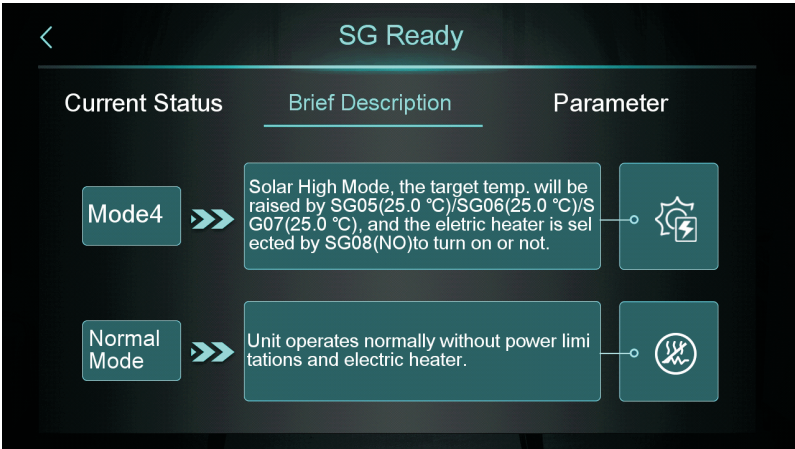 SG Ready
Current Status
Brief Description
Parameter
Mode4
Solar High Mode, the target temp. will be
raised by SG05(25.0 ℃)/SG06(25.0 ℃)/S
G07(25.0 ℃), and the eletric heater is sel
ected by SG08(NO)to turn on or not.
Normal
Mode
Unit operates normally without power limi
tations and electric heater.